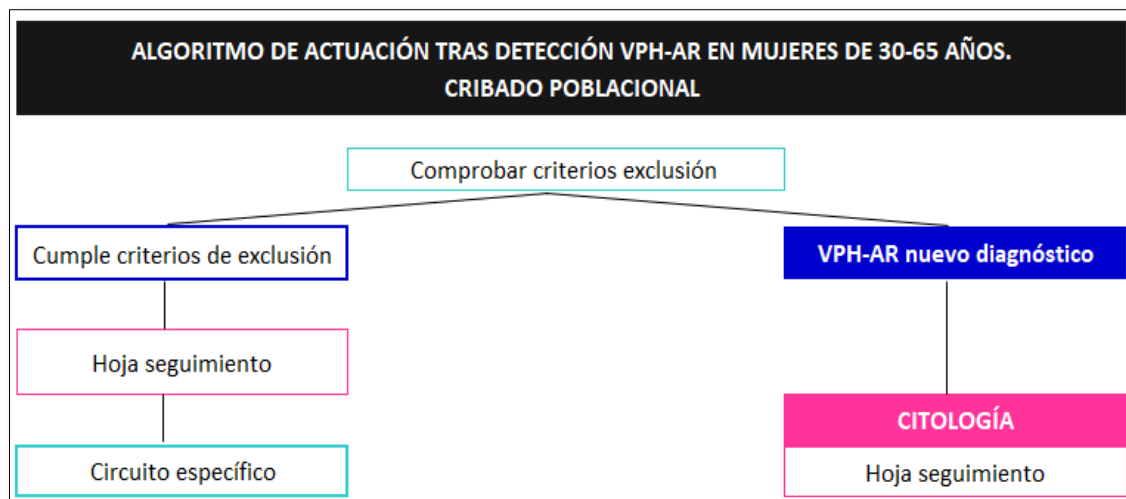 ALGORITMO DE ACTUACIÓN TRAS DETECCIÓN VPH-AR EN MUJERES DE 30-65 AÑOS.
CRIBADO POBLACIONAL
Comprobar criterios exclusión
Cumple criterios de exclusión
VPH-AR nuevo diagnóstico
Hoja seguimiento
CITOLOGÍA
Circuito específico
Hoja seguimiento